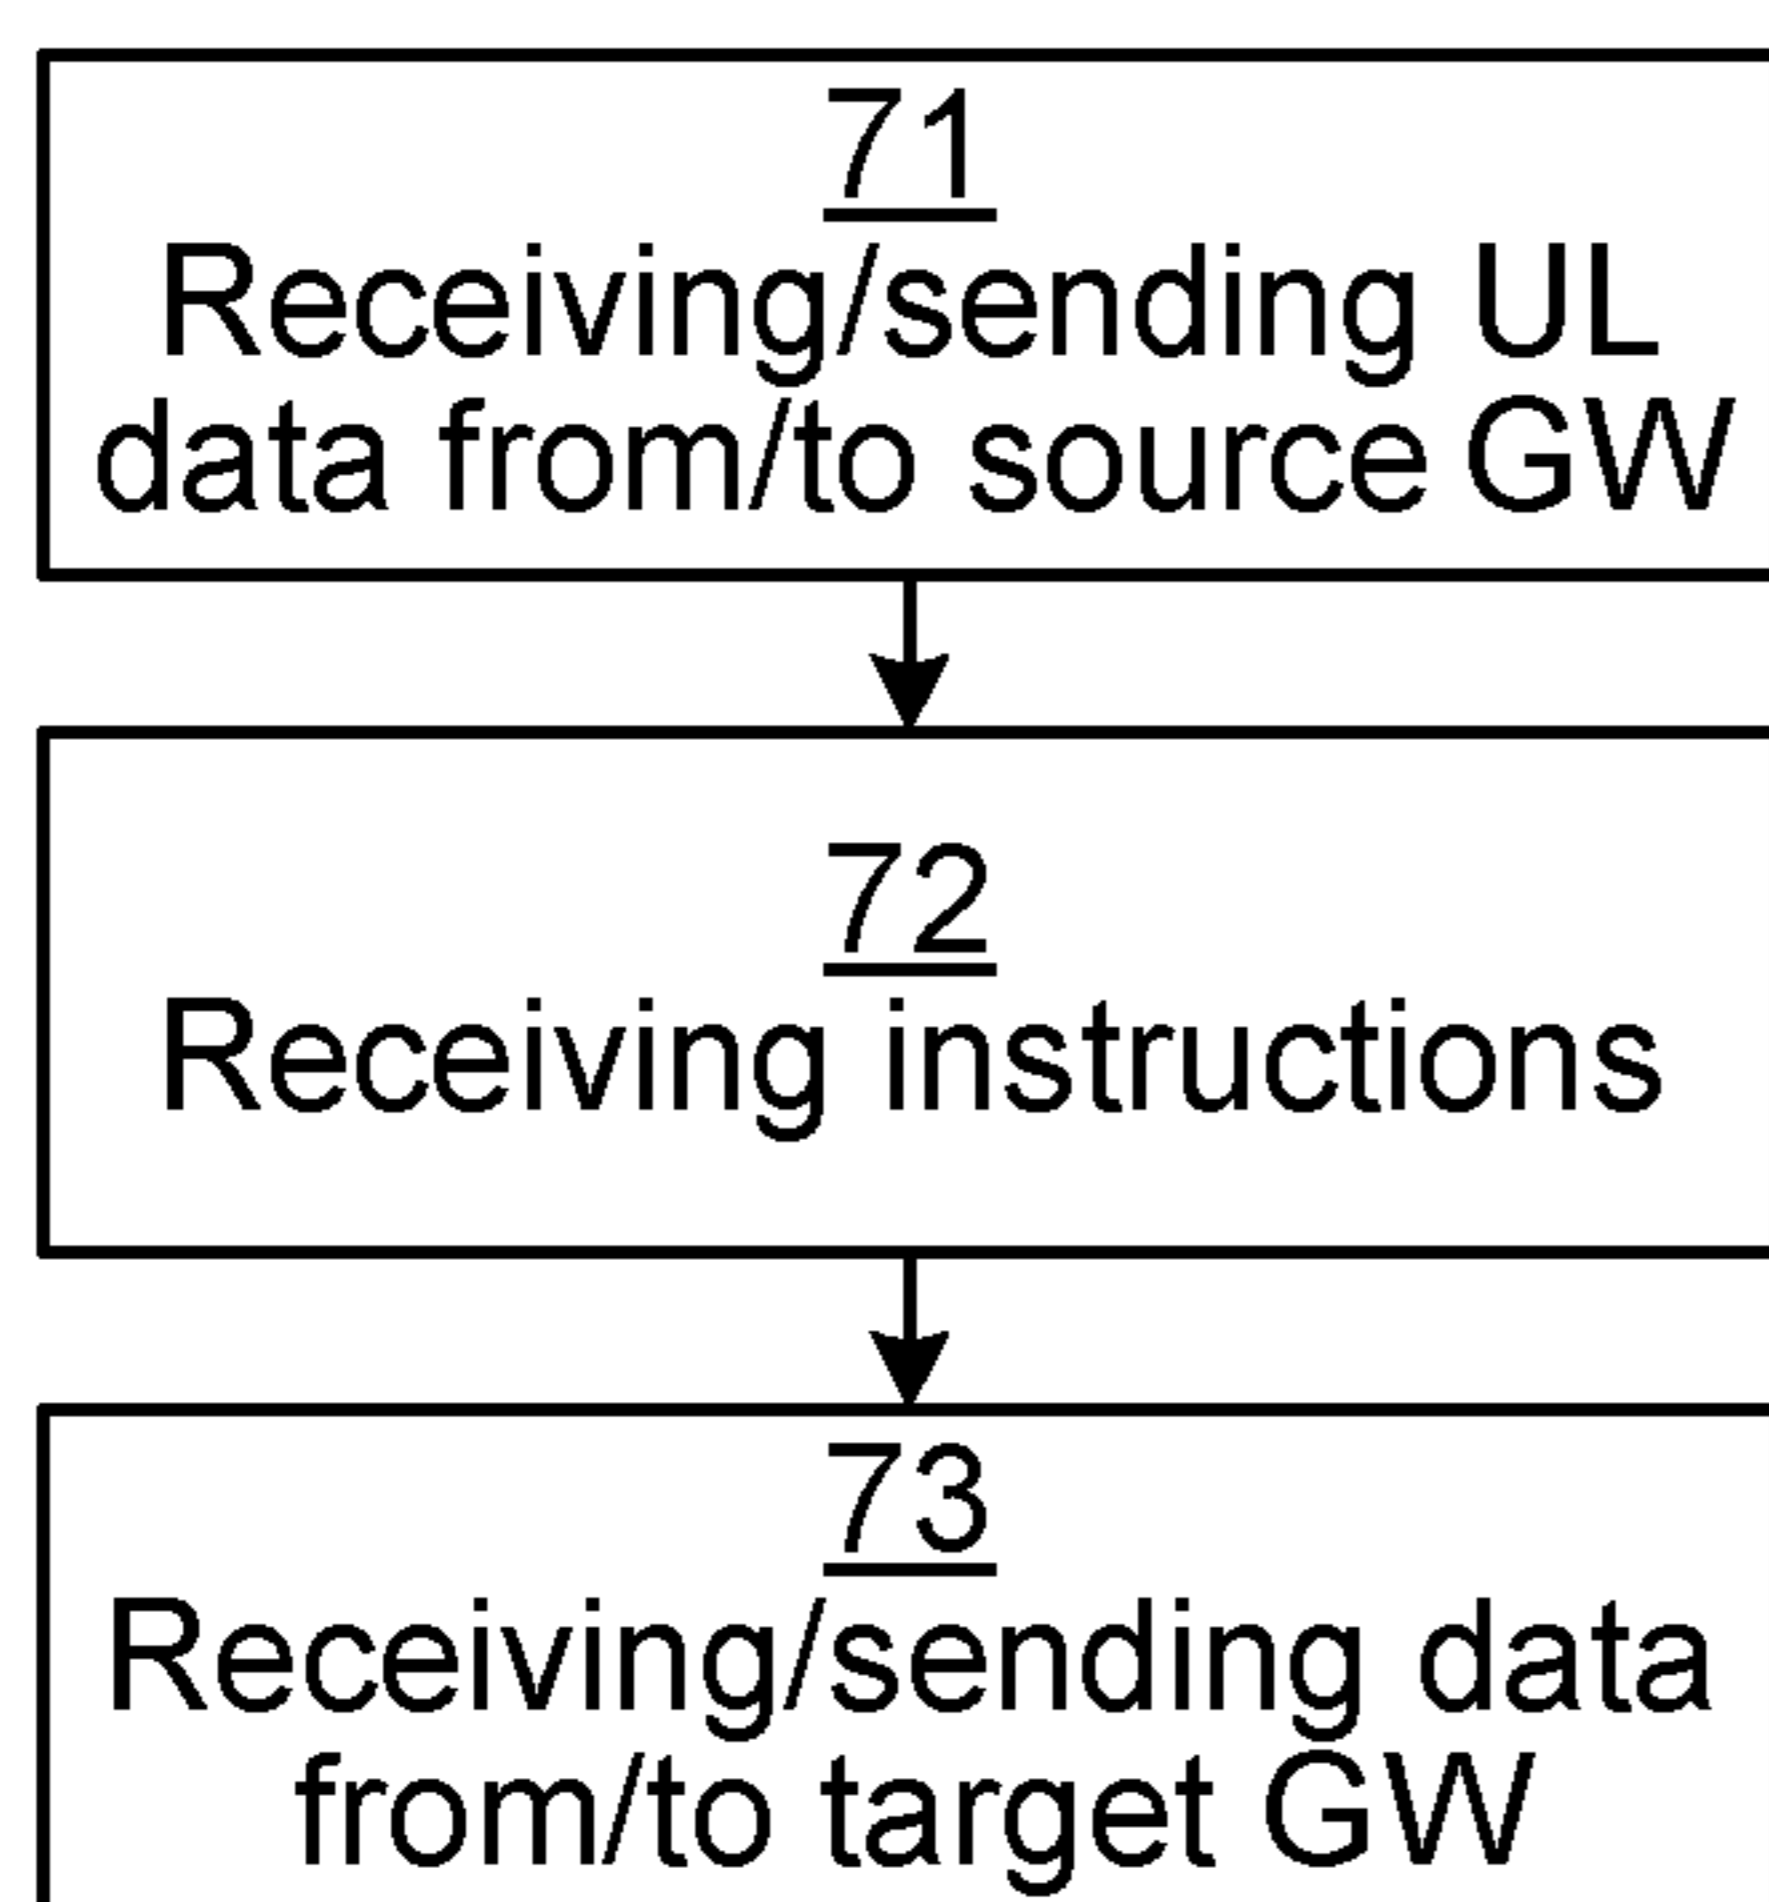 71
Receiving/sending UL
data from/to source GW
72
Receiving instructions
73
Receiving/sending data
from/to target GW